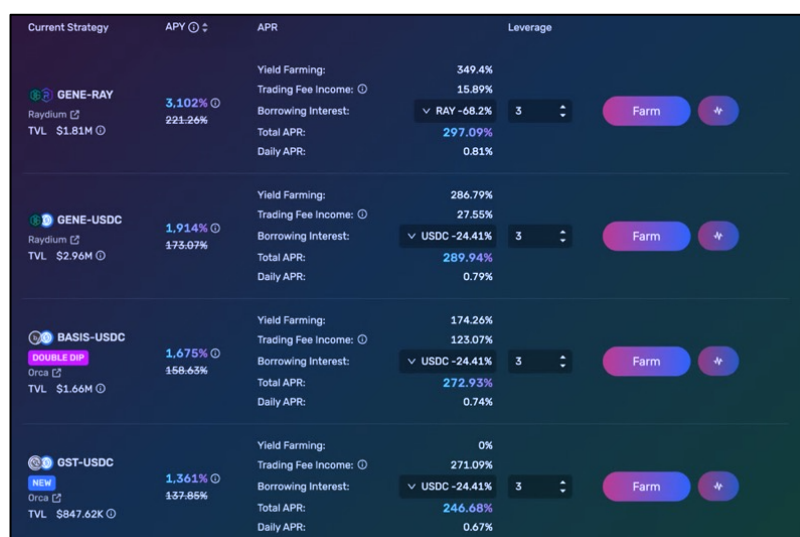 Current Strategy APY APR Leverage
GENE-RAY
Raydium
TVL $1.81M
3,102%
221.26%
Yield Farming: 349.4%
Trading Fee Income: 15.89%
Borrowing Interest: RAY -68.2% 3 Farm
Total APR: 297.09%
Daily APR: 0.81%
GENE-USDC
Raydium
TVL $2.96M
1,914%
173.07%
Yield Farming: 286.79%
Trading Fee Income: 27.55%
Borrowing Interest: USDC -24.41% 3 Farm
Total APR: 289.94%
Daily APR: 0.79%
BASIS-USDC
DOUBLE DIP
Orca
TVL $1.66M
1,675%
158.63%
Yield Farming: 174.26%
Trading Fee Income: 123.07%
Borrowing Interest: USDC -24.41% 3 Farm
Total APR: 272.93%
Daily APR: 0.74%
GST-USDC
NEW
Orca
TVL $847.62K
1,361%
137.85%
Yield Farming: 0%
Trading Fee Income: 271.09%
Borrowing Interest: USDC -24.41% 3 Farm
Total APR: 246.68%
Daily APR: 0.67%